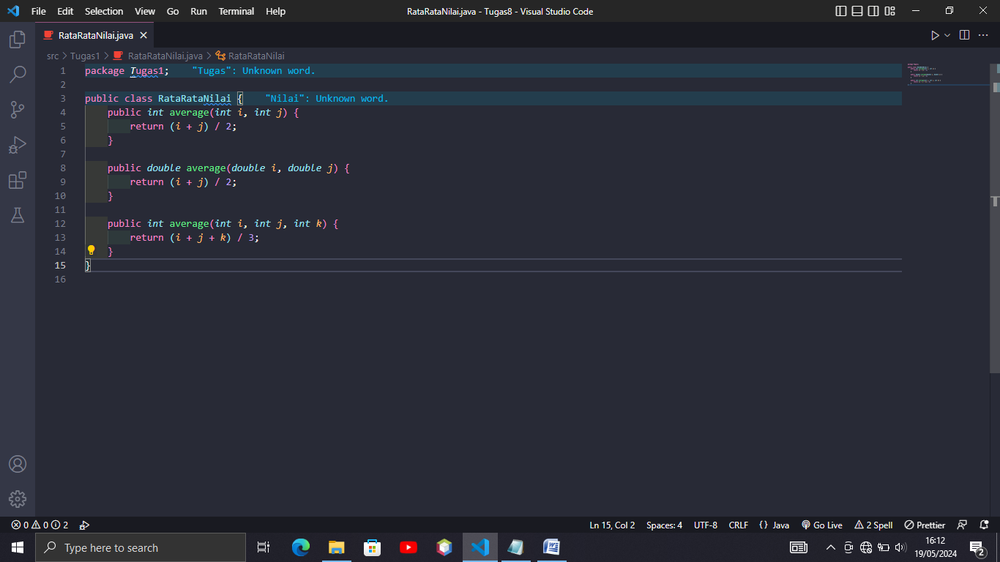 File Edit Selection View Go Run Terminal Help RataRataNilai.java - Tugas8 - Visual Studio Code
RataRataNilai.java
src > Tugas1 > RataRataNilai.java > RataRataNilai
1 package Tugas1; "Tugas": Unknown word.
2
3 public class RataRataNilai { "Nilai": Unknown word.
4 public int average(int i, int j) {
5 return (i + j) / 2;
6 }
7
8 public double average(double i, double j) {
9 return (i + j) / 2;
10 }
11
12 public int average(int i, int j, int k) {
13 return (i + j + k) / 3;
14 }
15 }
16
0 0 2 Ln 15, Col 2 Spaces: 4 UTF-8 CRLF {} Java Go Live 2 Spell Prettier
Type here to search
16:12
19/05/2024
2